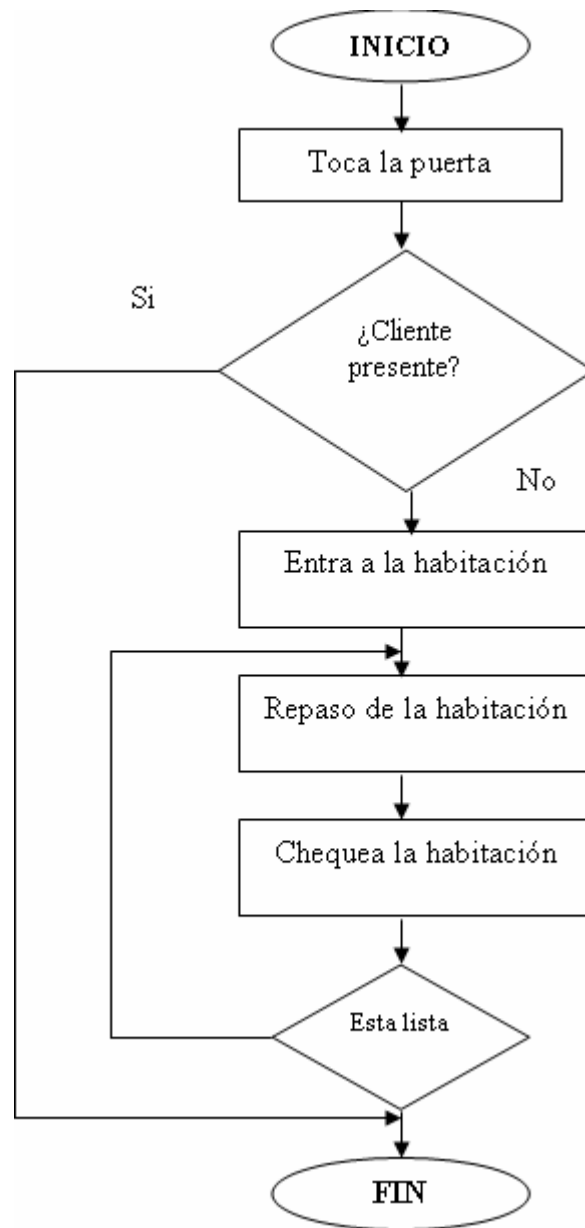 INICIO
Toca la puerta
Si
¿Cliente
presente?
No
Entra a la habitación
Repaso de la habitación
Chequea la habitación
Esta lista
FIN